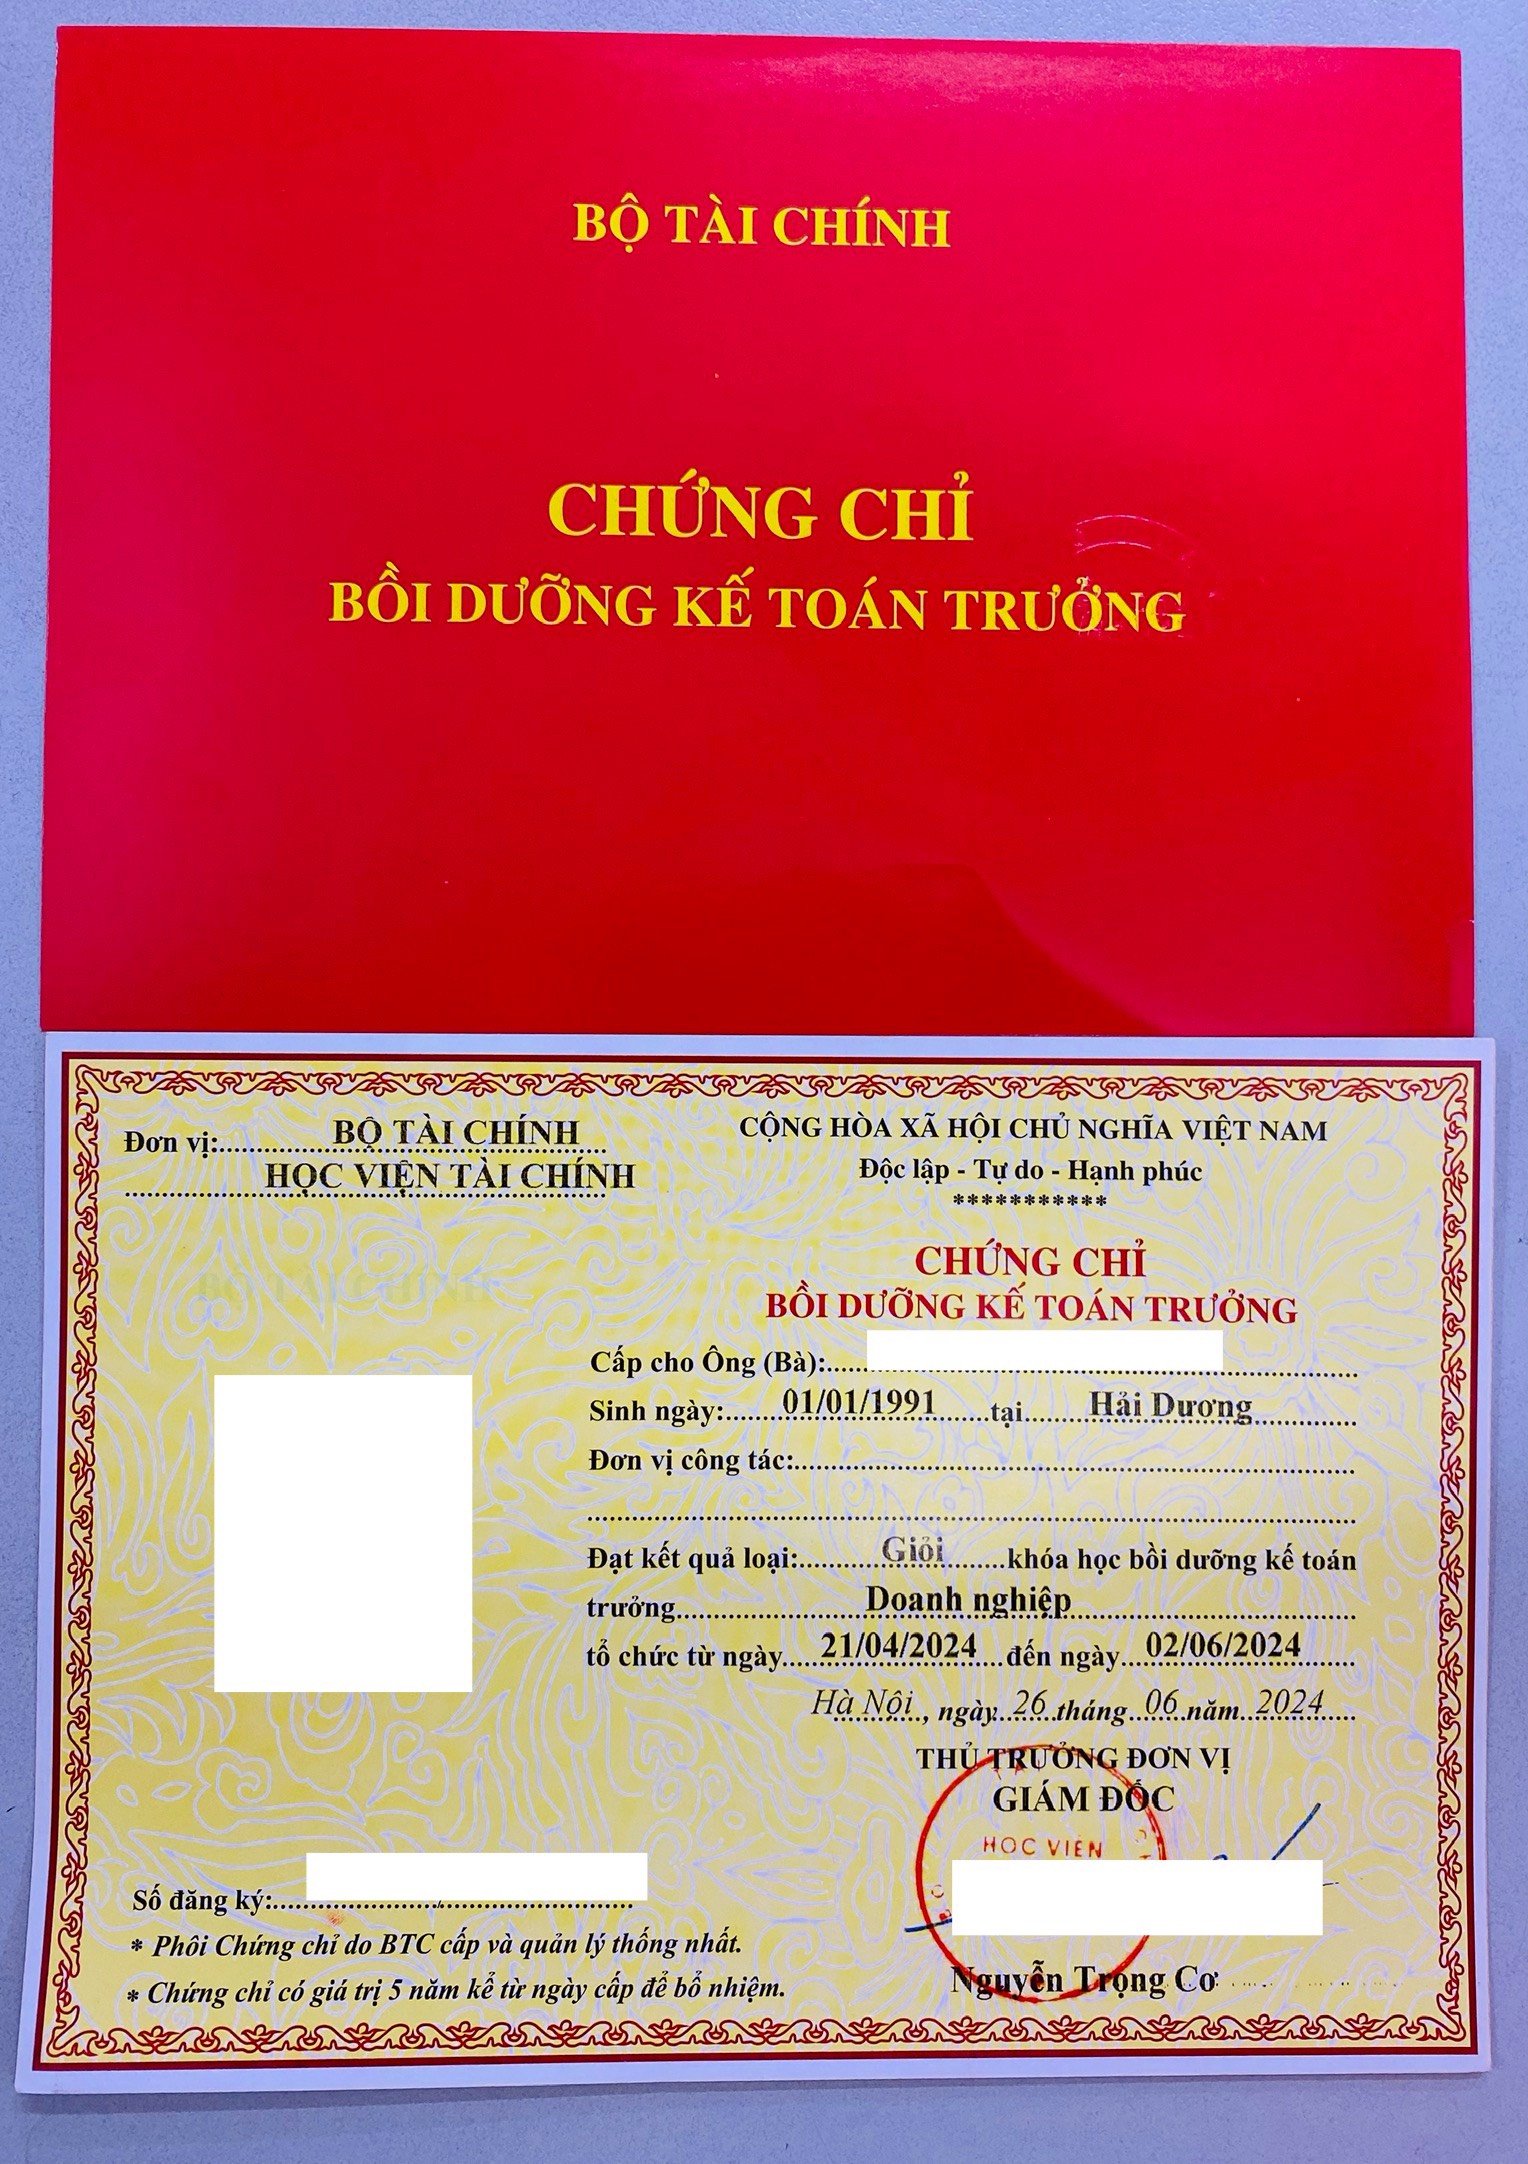 BỘ TÀI CHÍNH
CHỨNG CHỈ
BỒI DƯỠNG KẾ TOÁN TRƯỞNG
Đơn vị:..........BỘ TÀI CHÍNH
HỌC VIỆN TÀI CHÍNH
CỘNG HÒA XÃ HỘI CHỦ NGHĨA VIỆT NAM
Độc lập - Tự do - Hạnh phúc
***********
CHỨNG CHỈ
BỒI DƯỠNG KẾ TOÁN TRƯỞNG
Cấp cho Ông (Bà):..........
Sinh ngày:......01/01/1991......tại......Hải Dương..........
Đơn vị công tác:..........
Đạt kết quả loại:..........Giỏi..........khóa học bồi dưỡng kế toán
trưởng..........Doanh nghiệp..........
tổ chức từ ngày....21/04/2024....đến ngày....02/06/2024......
Hà Nội, ngày..26..tháng..06..năm..2024.....
THỦ TRƯỞNG ĐƠN VỊ
GIÁM ĐỐC
HỌC VIỆN
Nguyễn Trọng Cơ
Số đăng ký:..........
* Phôi Chứng chỉ do BTC cấp và quản lý thống nhất.
* Chứng chỉ có giá trị 5 năm kể từ ngày cấp để bổ nhiệm.